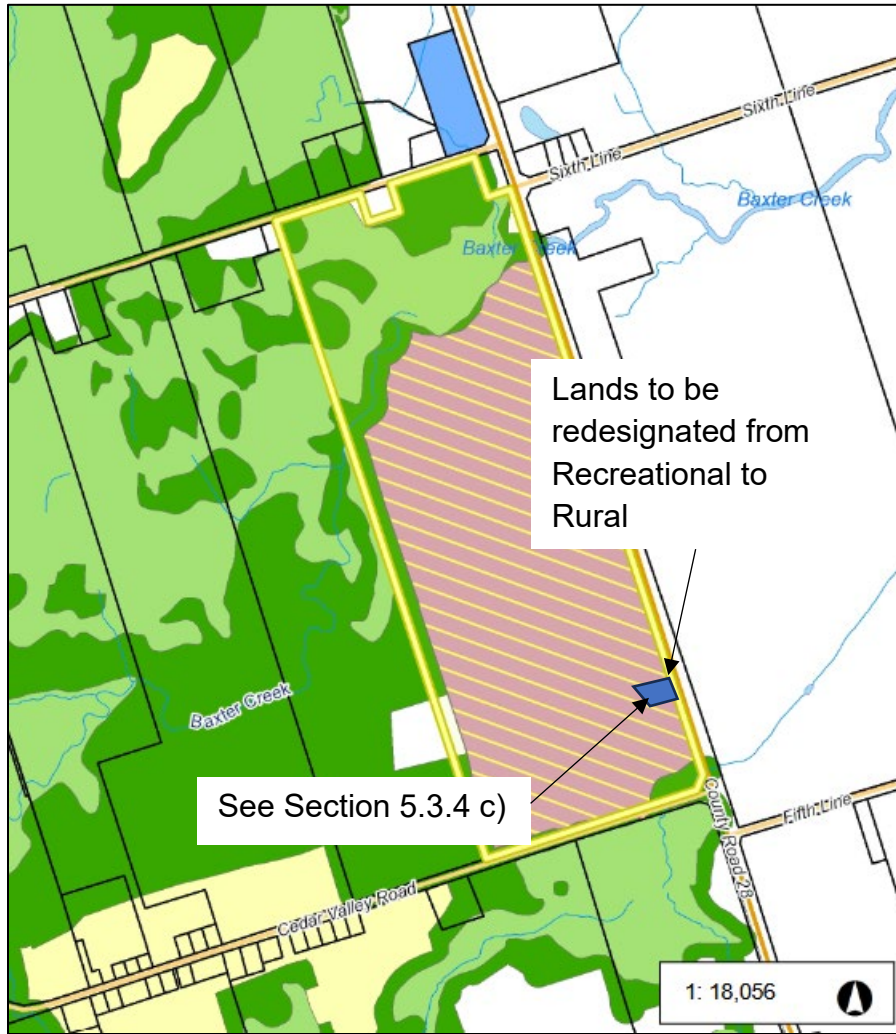 Sixth Line
Sixth Line
Baxter Creek
Baxter Creek
Lands to be
redesignated from
Recreational to
Rural
Baxter Creek
See Section 5.3.4 c)
County Road 28
Fifth Line
Cedar Valley Road
1: 18,056